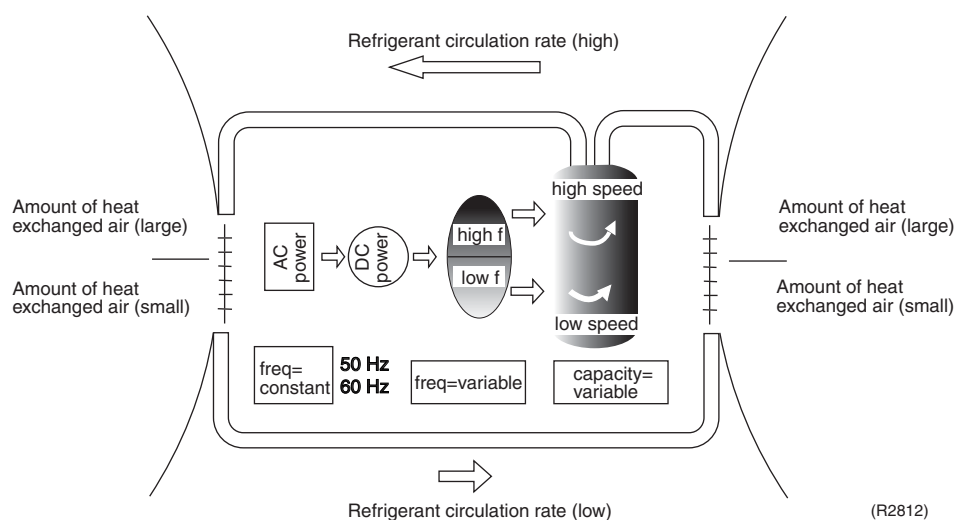 Refrigerant circulation rate (high)
high speed
Amount of heat
exchanged air (large)
Amount of heat
exchanged air (large)
AC
power
DC
power
high f
low f
Amount of heat
exchanged air (small)
Amount of heat
exchanged air (small)
low speed
freq=
constant
50 Hz
60 Hz
freq=variable
capacity=
variable
Refrigerant circulation rate (low)
(R2812)